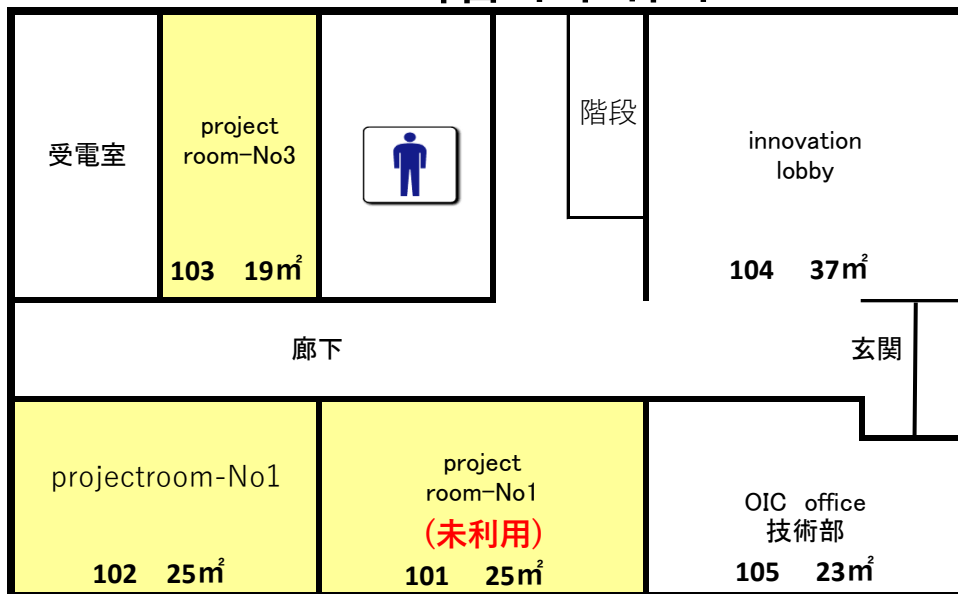 受電室
project
room-No3
103 19㎡
階段
innovation
lobby
104 37㎡
廊下
玄関
projectroom-No1
102 25㎡
project
room-No1
(未利用)
101 25㎡
OIC office
技術部
105 23㎡